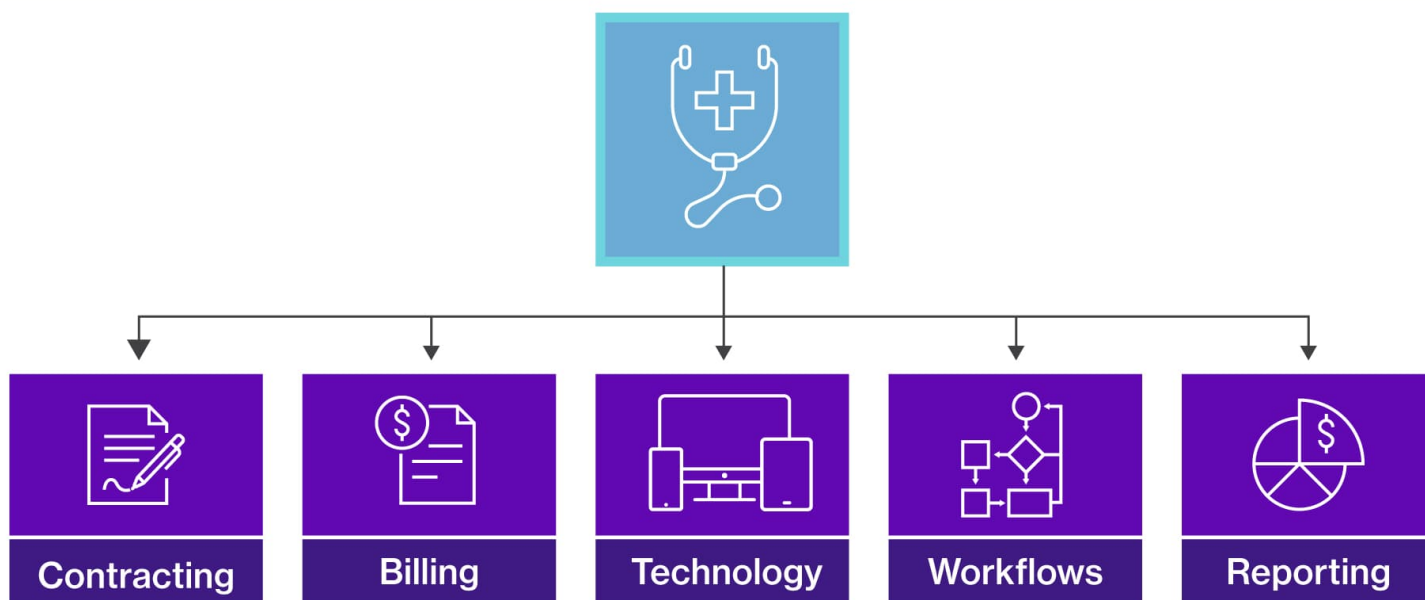 $
$
Contracting
Billing
Technology
Workflows
Reporting